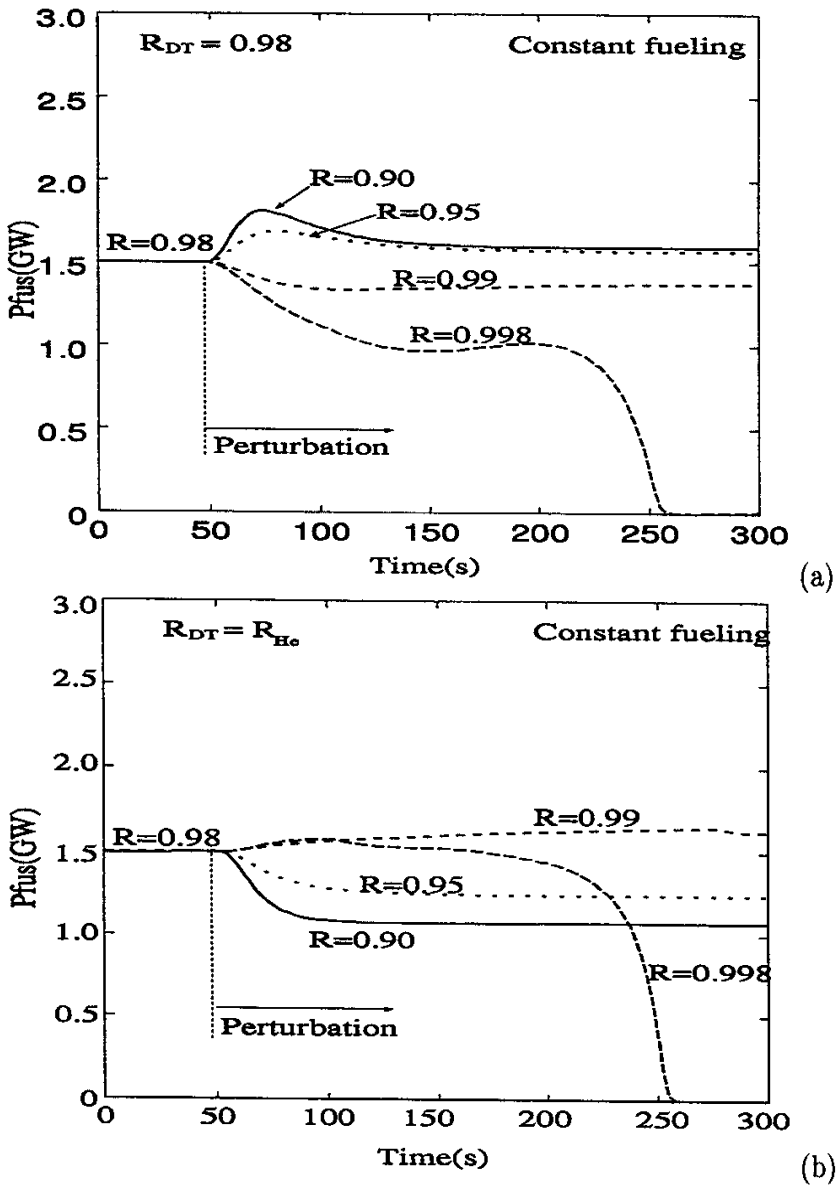 3.0
R_DT = 0.98 Constant fueling
2.5
2.0
R=0.90
R=0.95
R=0.98
1.5
R=0.99
R=0.998
1.0
0.5
Perturbation
0
Pfus(GW)
0 50 100 150 200 250 300
Time(s)
(a)
3.0
R_DT = R_He Constant fueling
2.5
2.0
R=0.99
R=0.98
1.5
R=0.95
1.0
R=0.90
R=0.998
0.5
Perturbation
0
Pfus(GW)
0 50 100 150 200 250 300
Time(s)
(b)